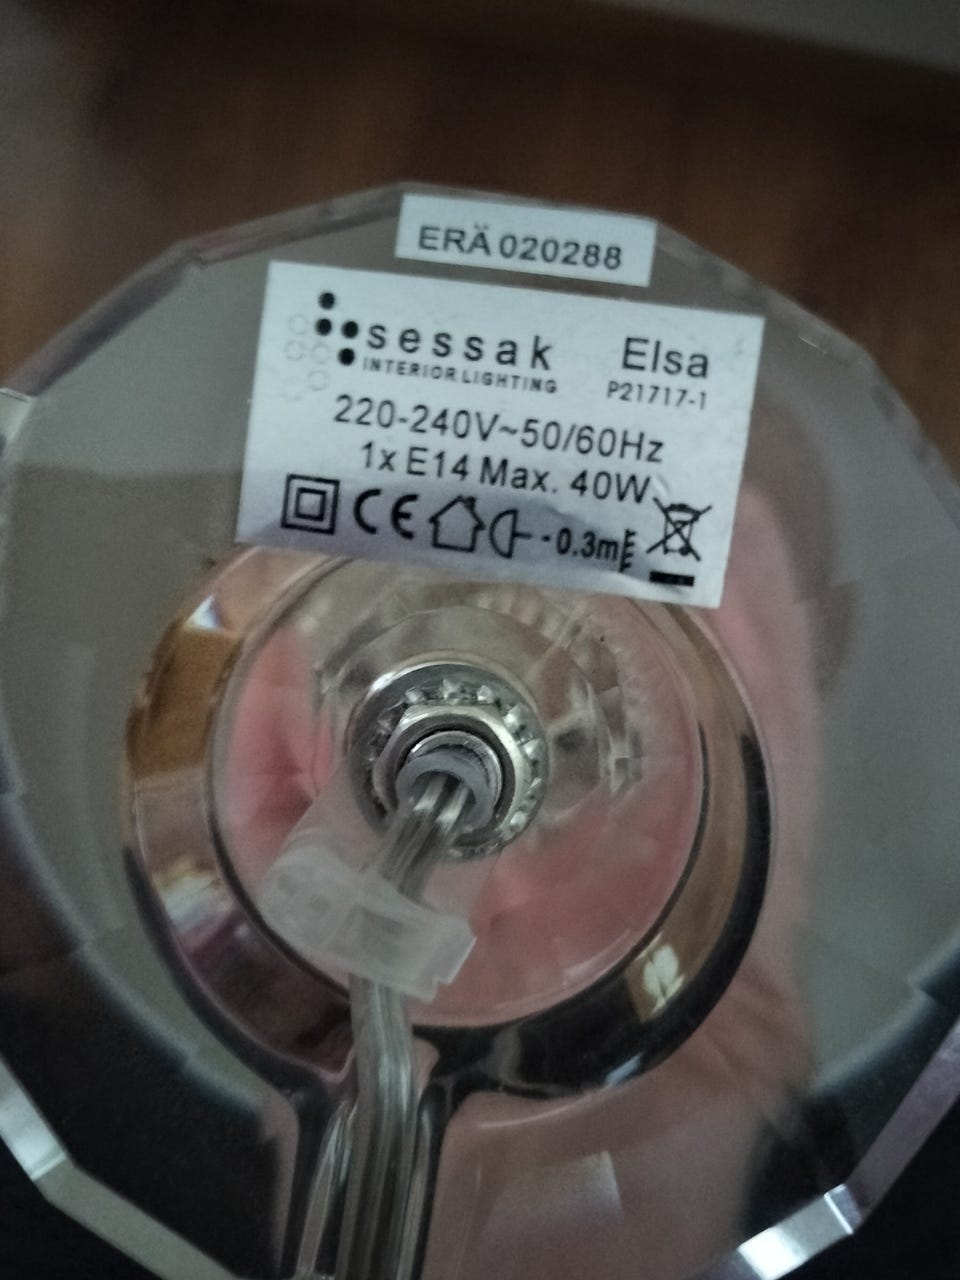 ERÄ 020288
sessak Elsa
INTERIOR LIGHTING P21717-1
220-240V~50/60Hz
1x E14 Max. 40W
CE -0.3m